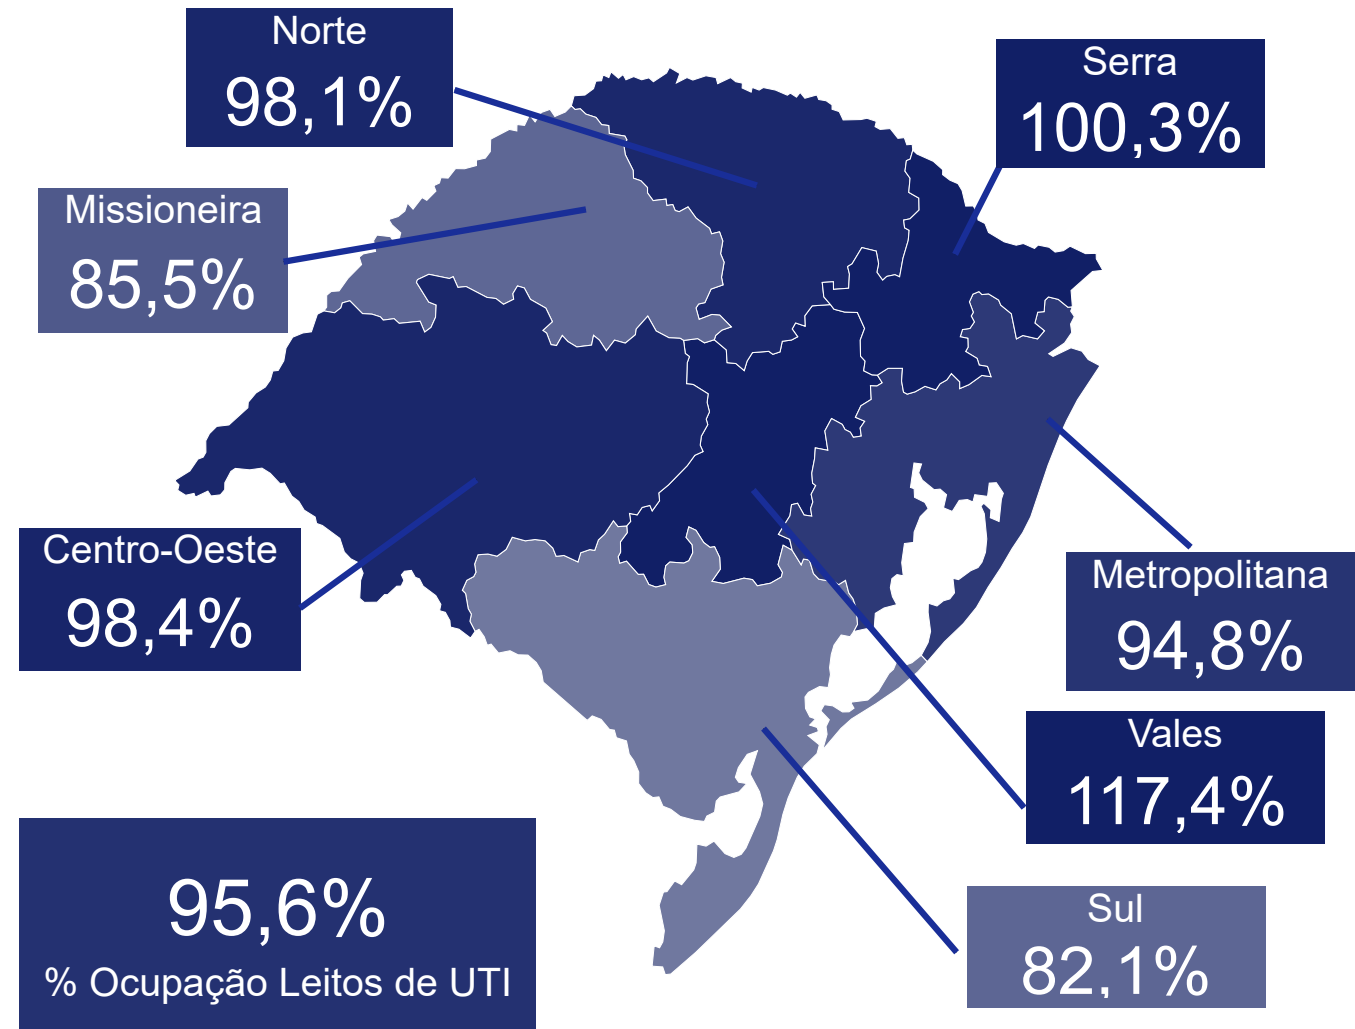 Norte
98,1%
Serra
100,3%
Missioneira
85,5%
Centro-Oeste
98,4%
Metropolitana
94,8%
Vales
117,4%
Sul
82,1%
95,6%
% Ocupação Leitos de UTI